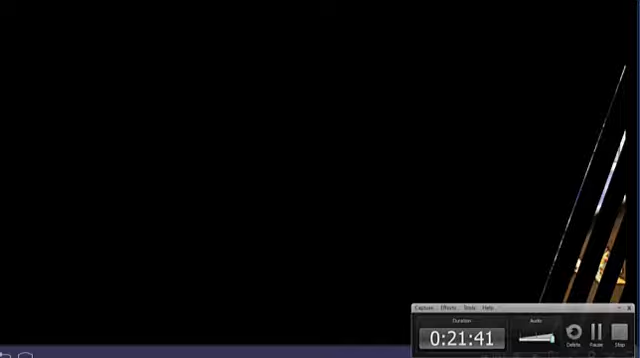 Capture Effects Tools Help
Duration Audio
0:21:41
Delete Pause Stop